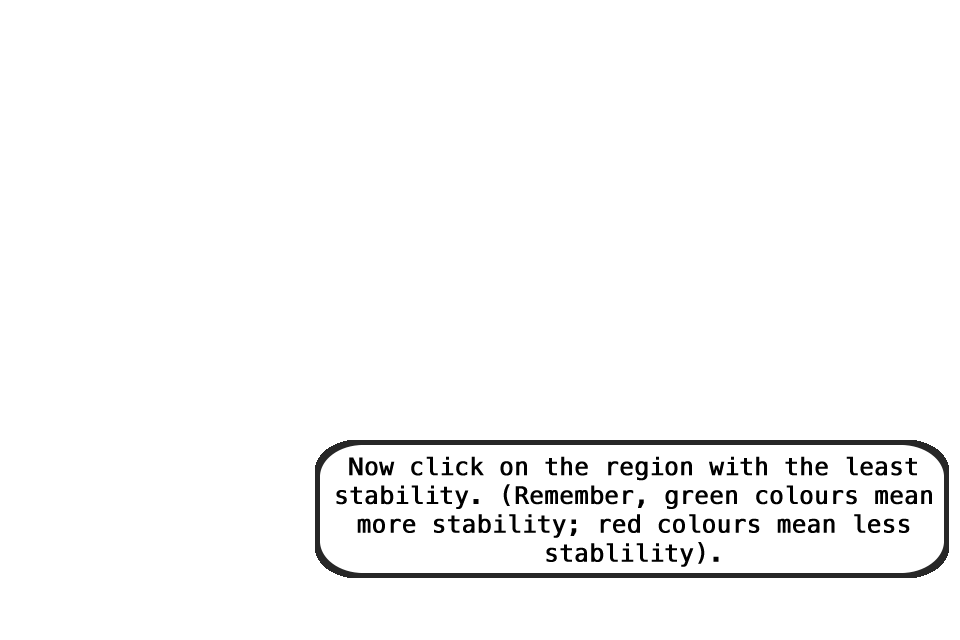 Now click on the region with the least
stability. (Remember, green colours mean
more stability; red colours mean less
stablility).